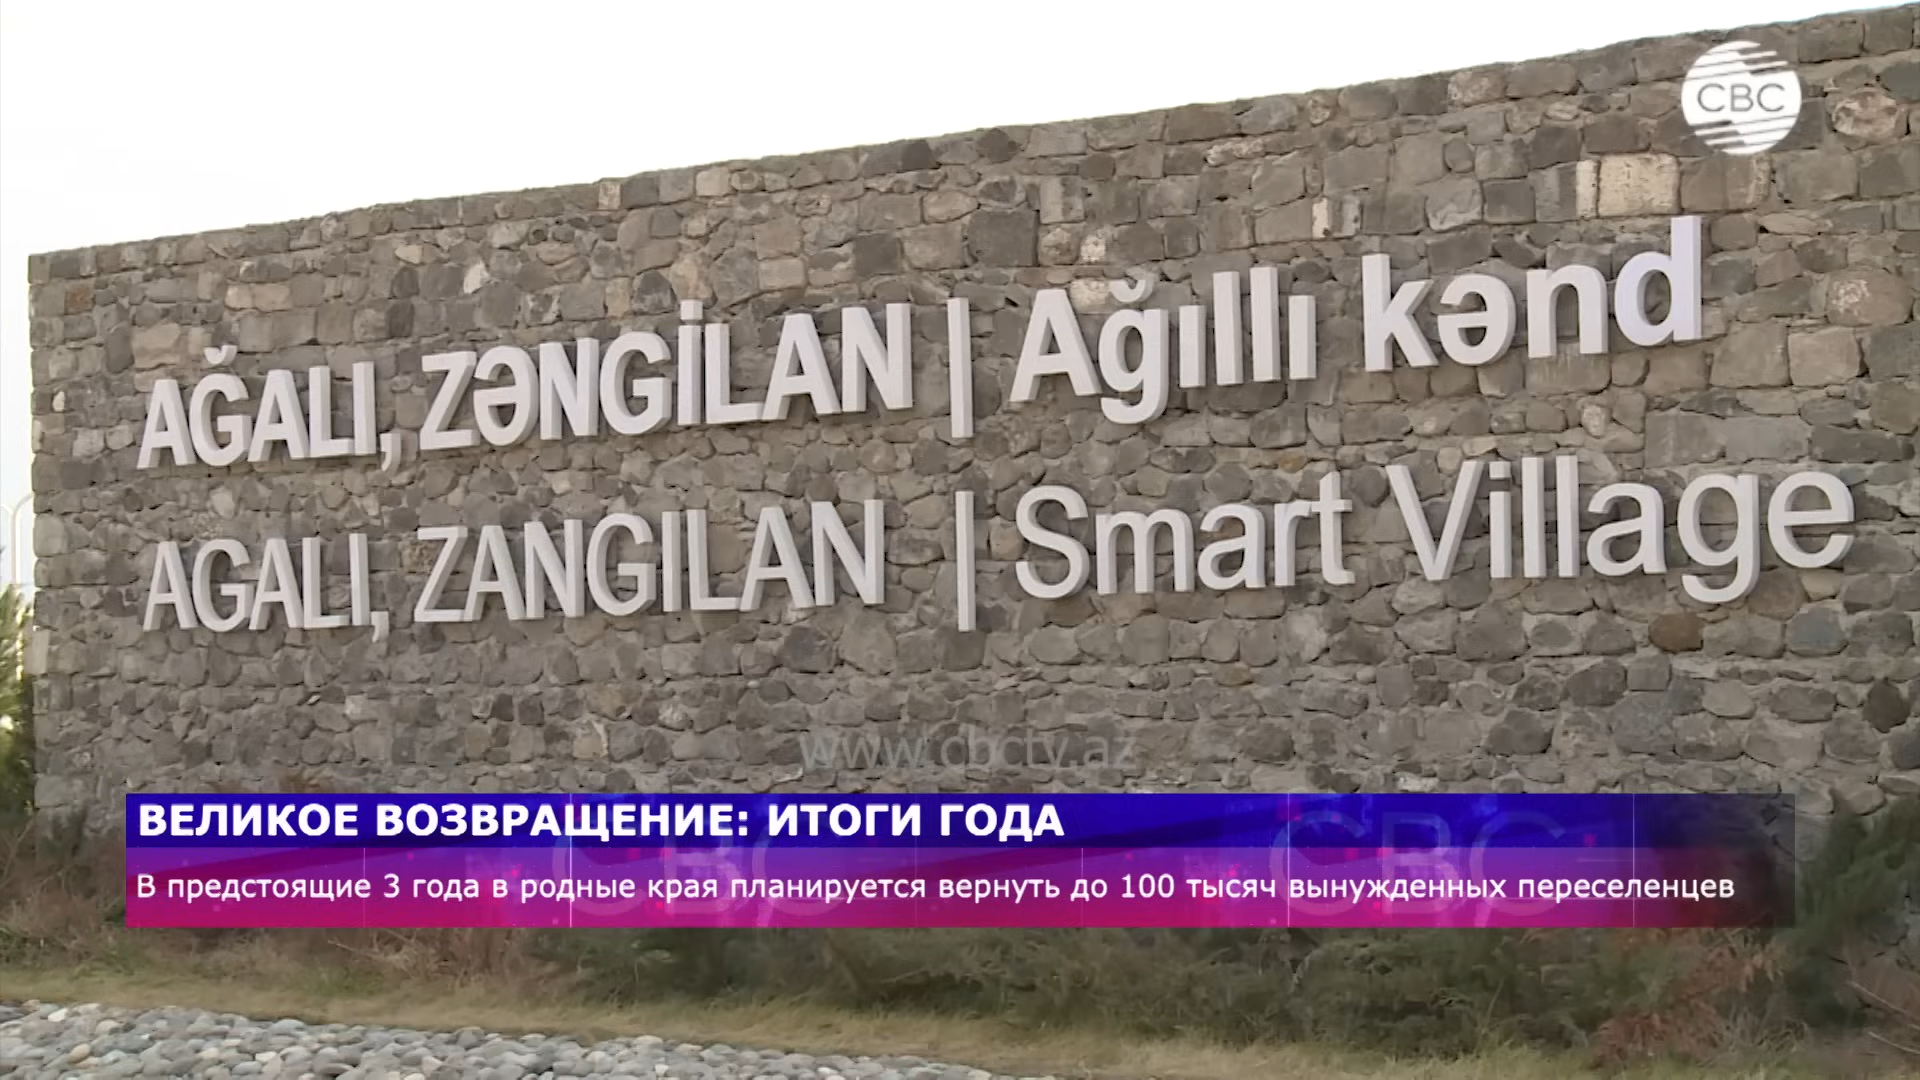 CBC
AĞALI, ZƏNGİLAN | Ağıllı kənd
AGALI, ZANGILAN | Smart Village
www.cbctv.az
ВЕЛИКОЕ ВОЗВРАЩЕНИЕ: ИТОГИ ГОДА
В предстоящие 3 года в родные края планируется вернуть до 100 тысяч вынужденных переселенцев